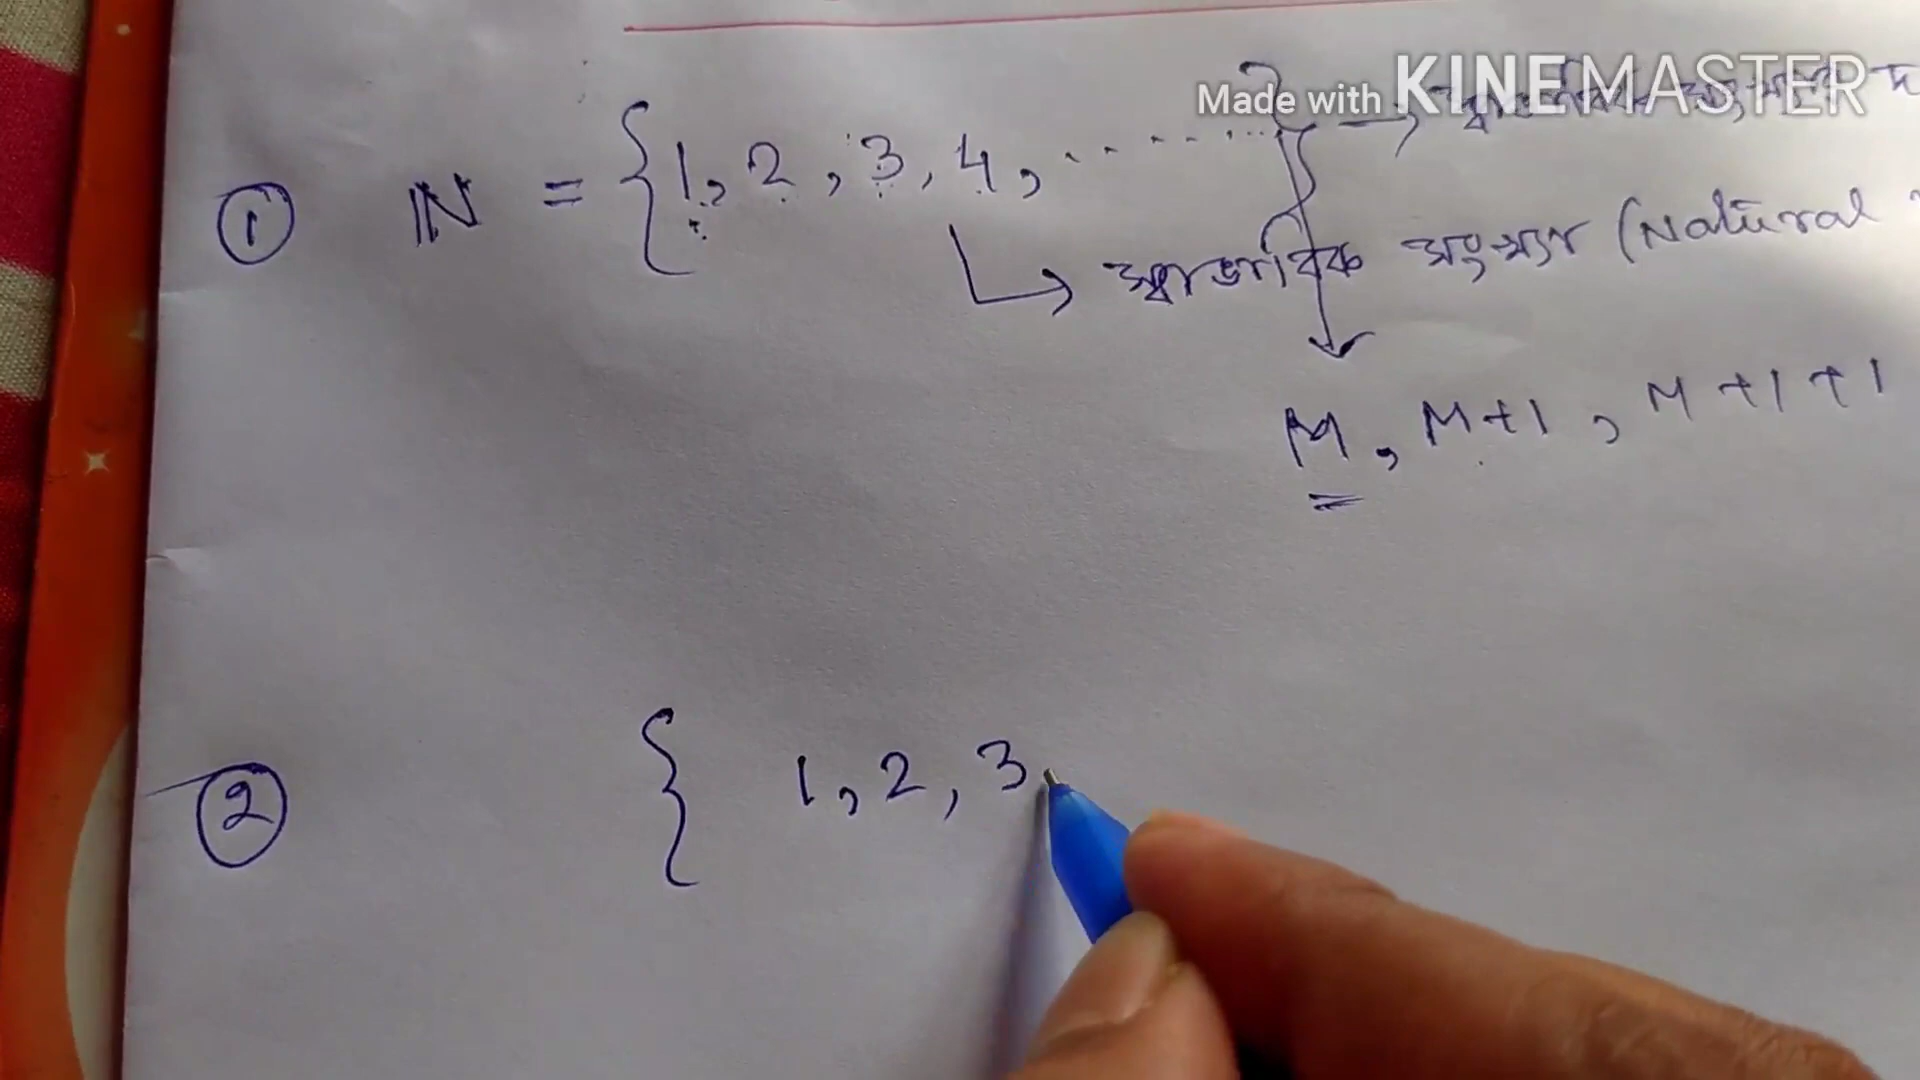 Made with KINEMASTER
① ℕ = {1, 2, 3, 4, ........} →
স্বাভাবিক সংখ্যা (Natural
M, M+1, M+1+1
② { 1, 2, 3